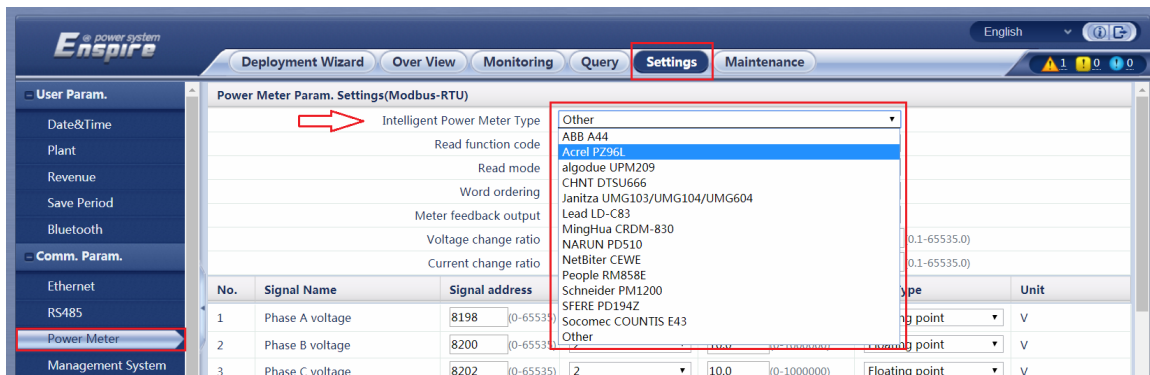 Enspire
@ power system
English
Deployment Wizard Over View Monitoring Query Settings Maintenance
1 0 0
User Param.
Date&Time
Plant
Revenue
Save Period
Bluetooth
Comm. Param.
Ethernet
RS485
Power Meter
Management System
Power Meter Param. Settings(Modbus-RTU)
Intelligent Power Meter Type Other
Read function code
Read mode
Word ordering
Meter feedback output
Voltage change ratio (0.1-65535.0)
Current change ratio (0.1-65535.0)
ABB A44
Acrel PZ96L
algodue UPM209
CHNT DTSU666
Janitza UMG103/UMG104/UMG604
Lead LD-C83
MingHua CRDM-830
NARUN PD510
NetBiter CEWE
People RM858E
Schneider PM1200
SFERE PD194Z
Socomec COUNTIS E43
Other
No. Signal Name Signal address Unit
1 Phase A voltage 8198 (0-65535) V
2 Phase B voltage 8200 (0-65535) V
3 Phase C voltage 8202 (0-65535) 2 10.0 (0-1000000) Floating point V